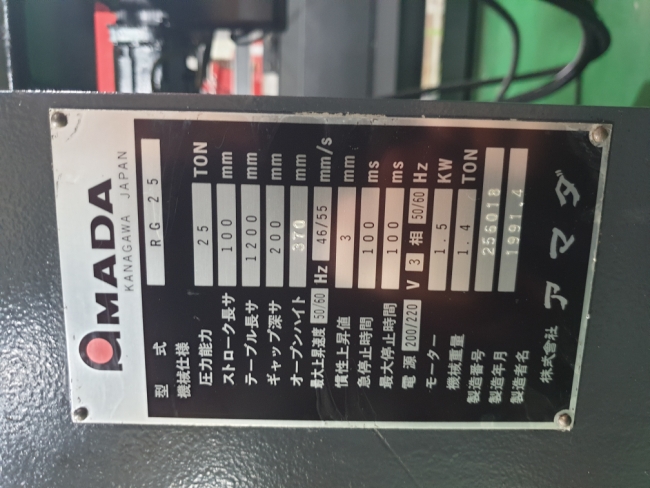 AMADA
KANAGAWA JAPAN
型式 RG 25
機械仕様
圧力能力 25 TON
ストローク長サ 100 mm
テーブル長サ 1200 mm
ギャップ深サ 200 mm
オープンハイト 370 mm
最大上昇速度 50/60 Hz 46/55 mm/s
慣性上昇値 3 mm
急停止時間 100 ms
最大停止時間 100 ms
電源 200/220 V 3 相 50/60 Hz
モーター 1.5 KW
機械重量 1.4 TON
製造番号 256018
製造年月 1991.4
製造者名 株式會社 アマダ